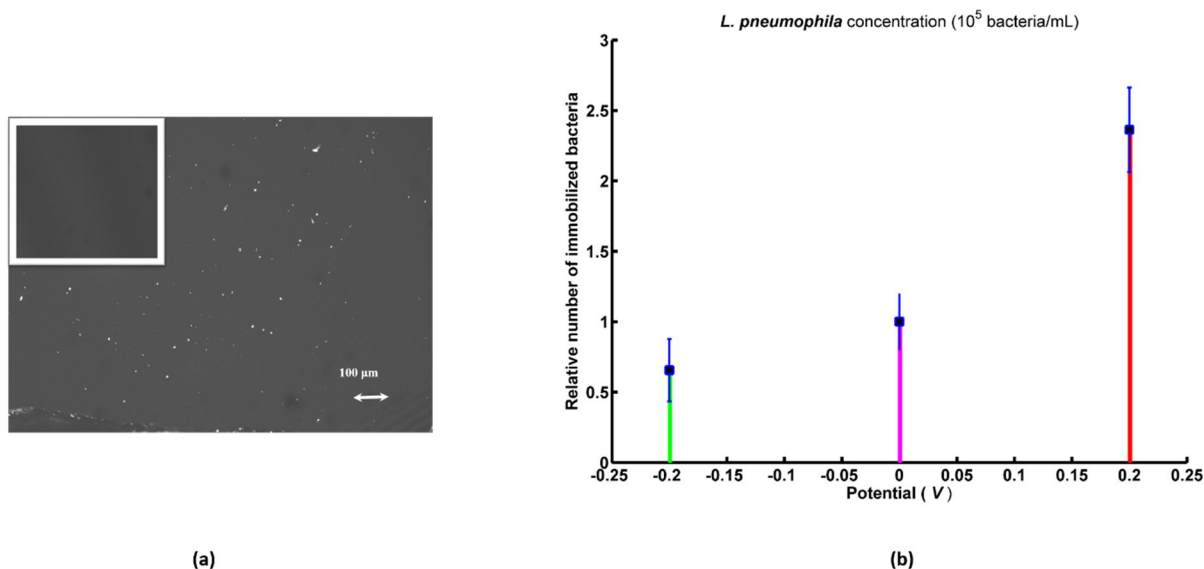 100 µm
(a)
L. pneumophila concentration (10^5 bacteria/mL)
Relative number of immobilized bacteria
3
2.5
2
1.5
1
0.5
0
-0.25 -0.2 -0.15 -0.1 -0.05 0 0.05 0.1 0.15 0.2 0.25
Potential ( V )
(b)